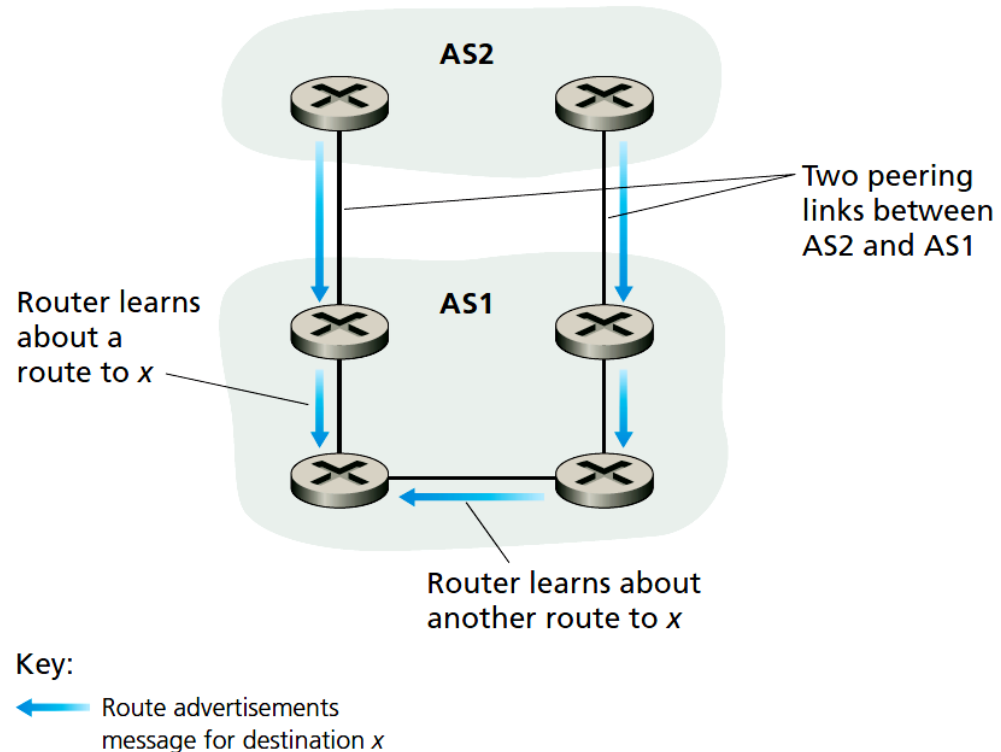 AS2
Two peering
links between
AS2 and AS1
Router learns
about a
route to x
AS1
Router learns about
another route to x
Key:
Route advertisements
message for destination x